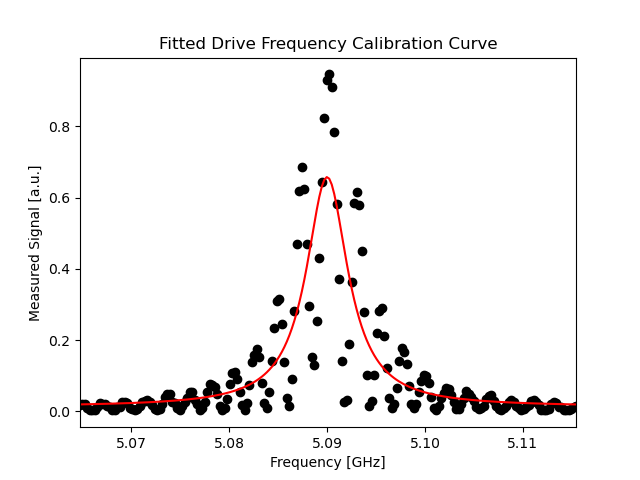 Fitted Drive Frequency Calibration Curve
Measured Signal [a.u.]
0.8
0.6
0.4
0.2
0.0
5.07 5.08 5.09 5.10 5.11
Frequency [GHz]